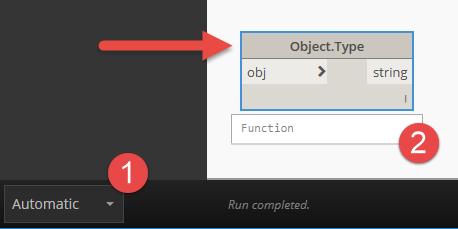 Object.Type
obj > string
l
Function
1
2
Automatic
Run completed.